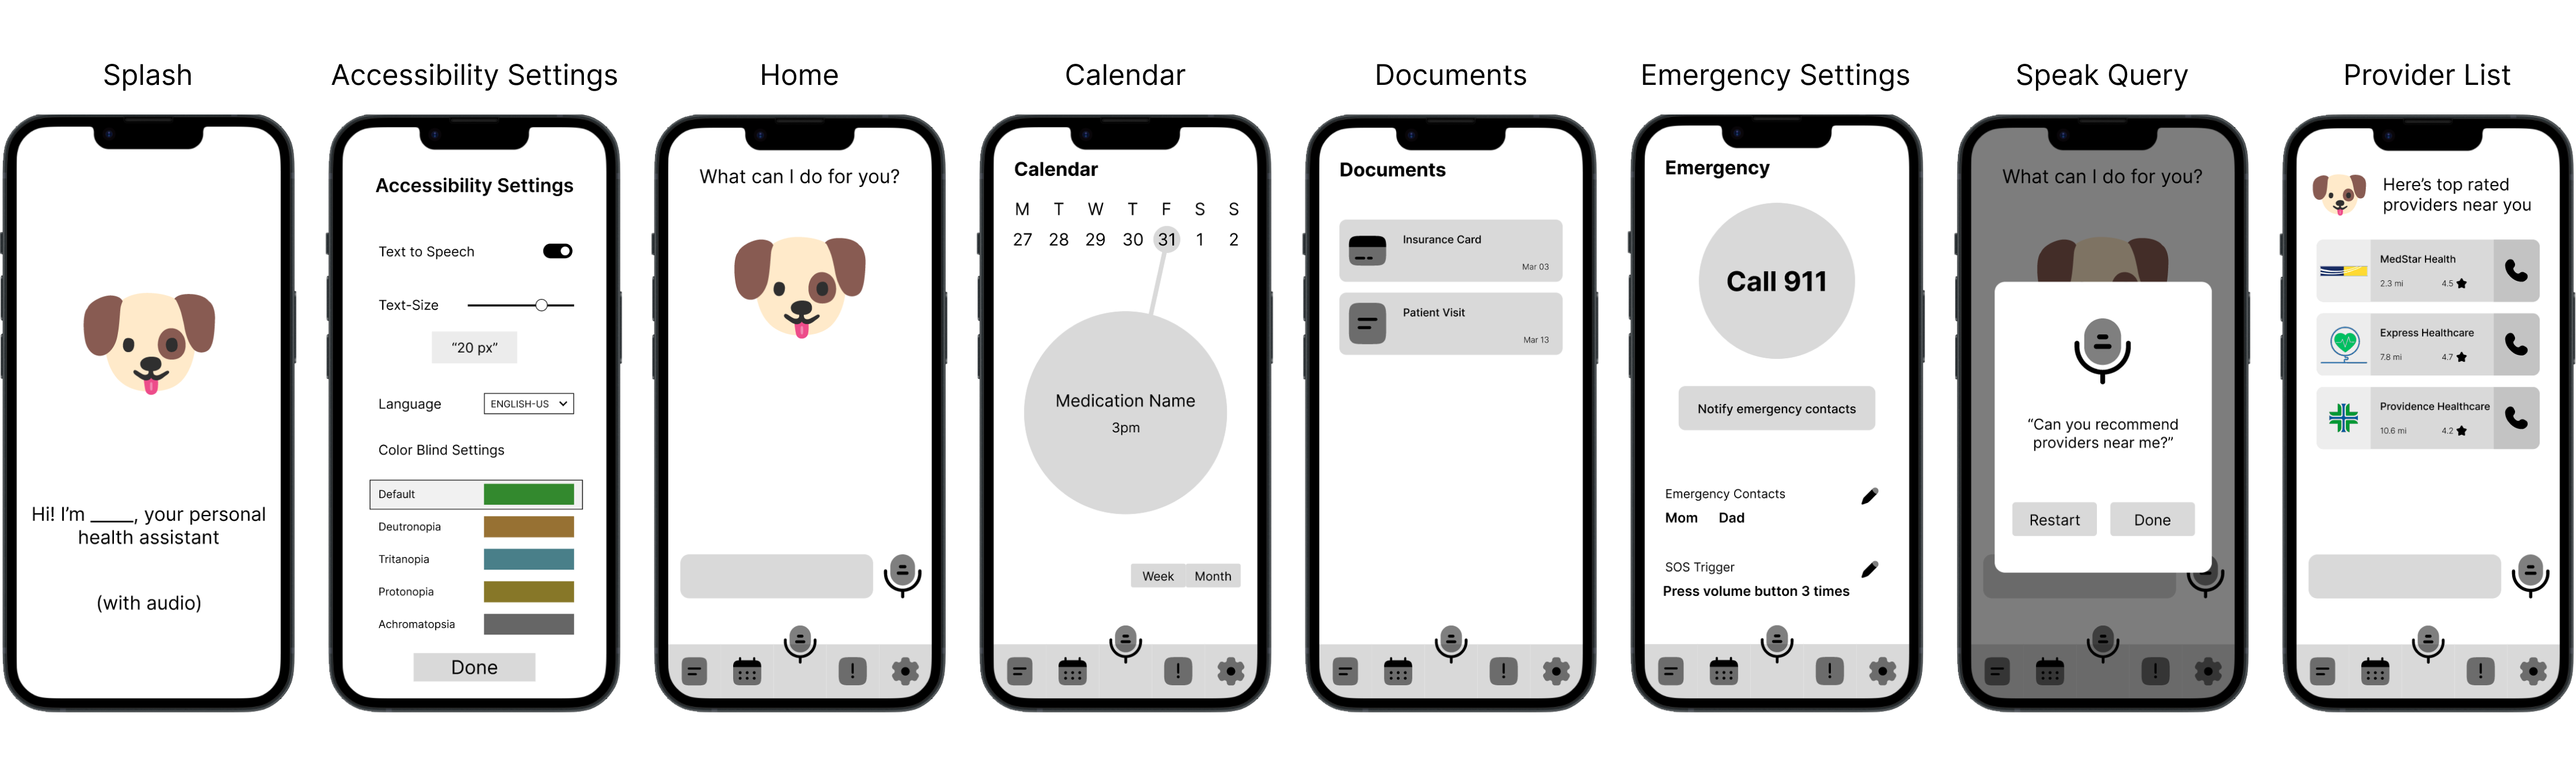 Splash
Accessibility Settings
Home
Calendar
Documents
Emergency Settings
Speak Query
Provider List
Hi! I'm ____, your personal
health assistant
(with audio)
Accessibility Settings
Text to Speech
Text-Size
“20 px”
Language
ENGLISH-US
Color Blind Settings
Default
Deutronopia
Tritanopia
Protonopia
Achromatopsia
Done
What can I do for you?
Calendar
M T W T F S S
27 28 29 30 31 1 2
Medication Name
3pm
Week Month
Documents
Insurance Card
Mar 03
Patient Visit
Mar 13
Emergency
Call 911
Notify emergency contacts
Emergency Contacts
Mom Dad
SOS Trigger
Press volume button 3 times
What can I do for you?
“Can you recommend
providers near me?”
Restart Done
Here's top rated
providers near you
MedStar Health
2.3 mi 4.5
Express Healthcare
7.8 mi 4.7
Providence Healthcare
10.6 mi 4.2